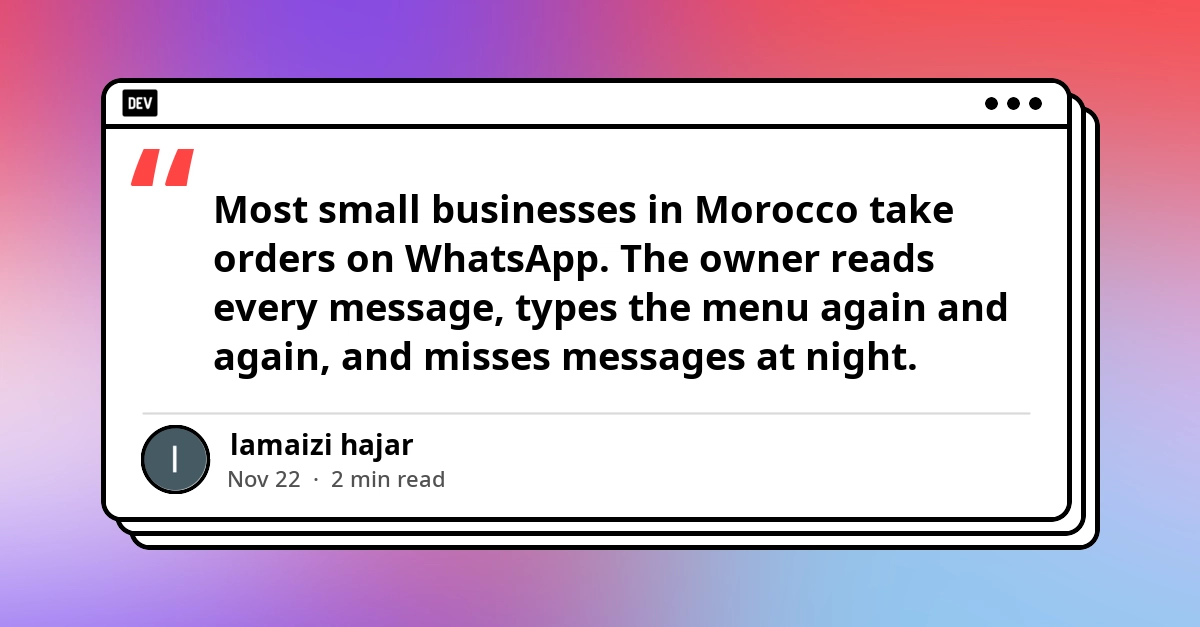 DEV
Most small businesses in Morocco take
orders on WhatsApp. The owner reads
every message, types the menu again and
again, and misses messages at night.
l
lamaizi hajar
Nov 22 · 2 min read